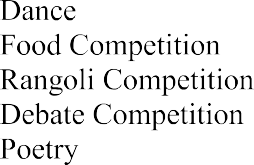 Dance
Food Competition
Rangoli Competition
Debate Competition
Poetry